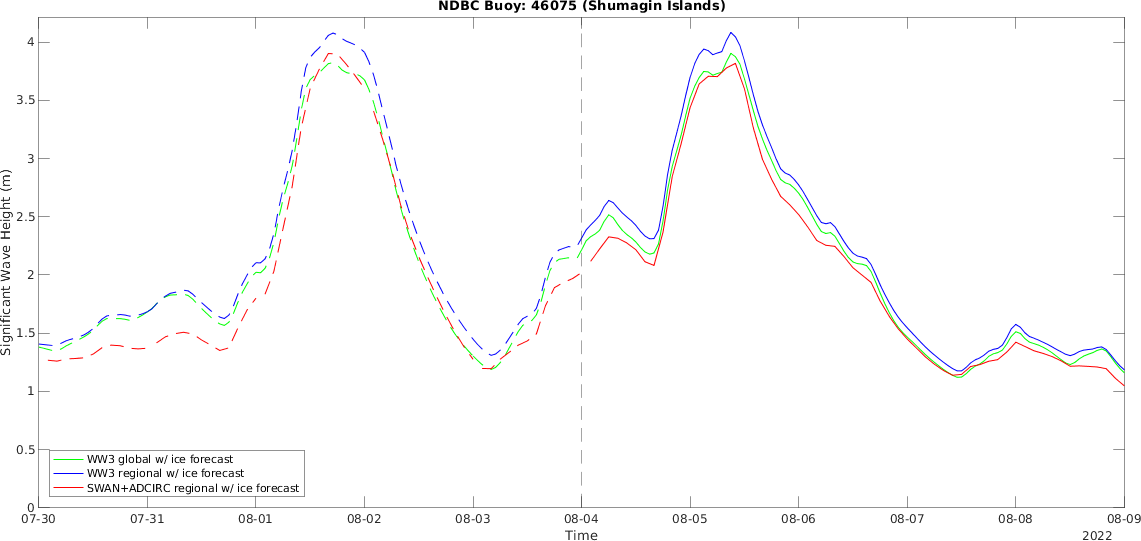 NDBC Buoy: 46075 (Shumagin Islands)
4
3.5
3
2.5
2
1.5
1
0.5
0
Significant Wave Height (m)
WW3 global w/ ice forecast
WW3 regional w/ ice forecast
SWAN+ADCIRC regional w/ ice forecast
07-30 07-31 08-01 08-02 08-03 08-04 08-05 08-06 08-07 08-08 08-09
Time
2022